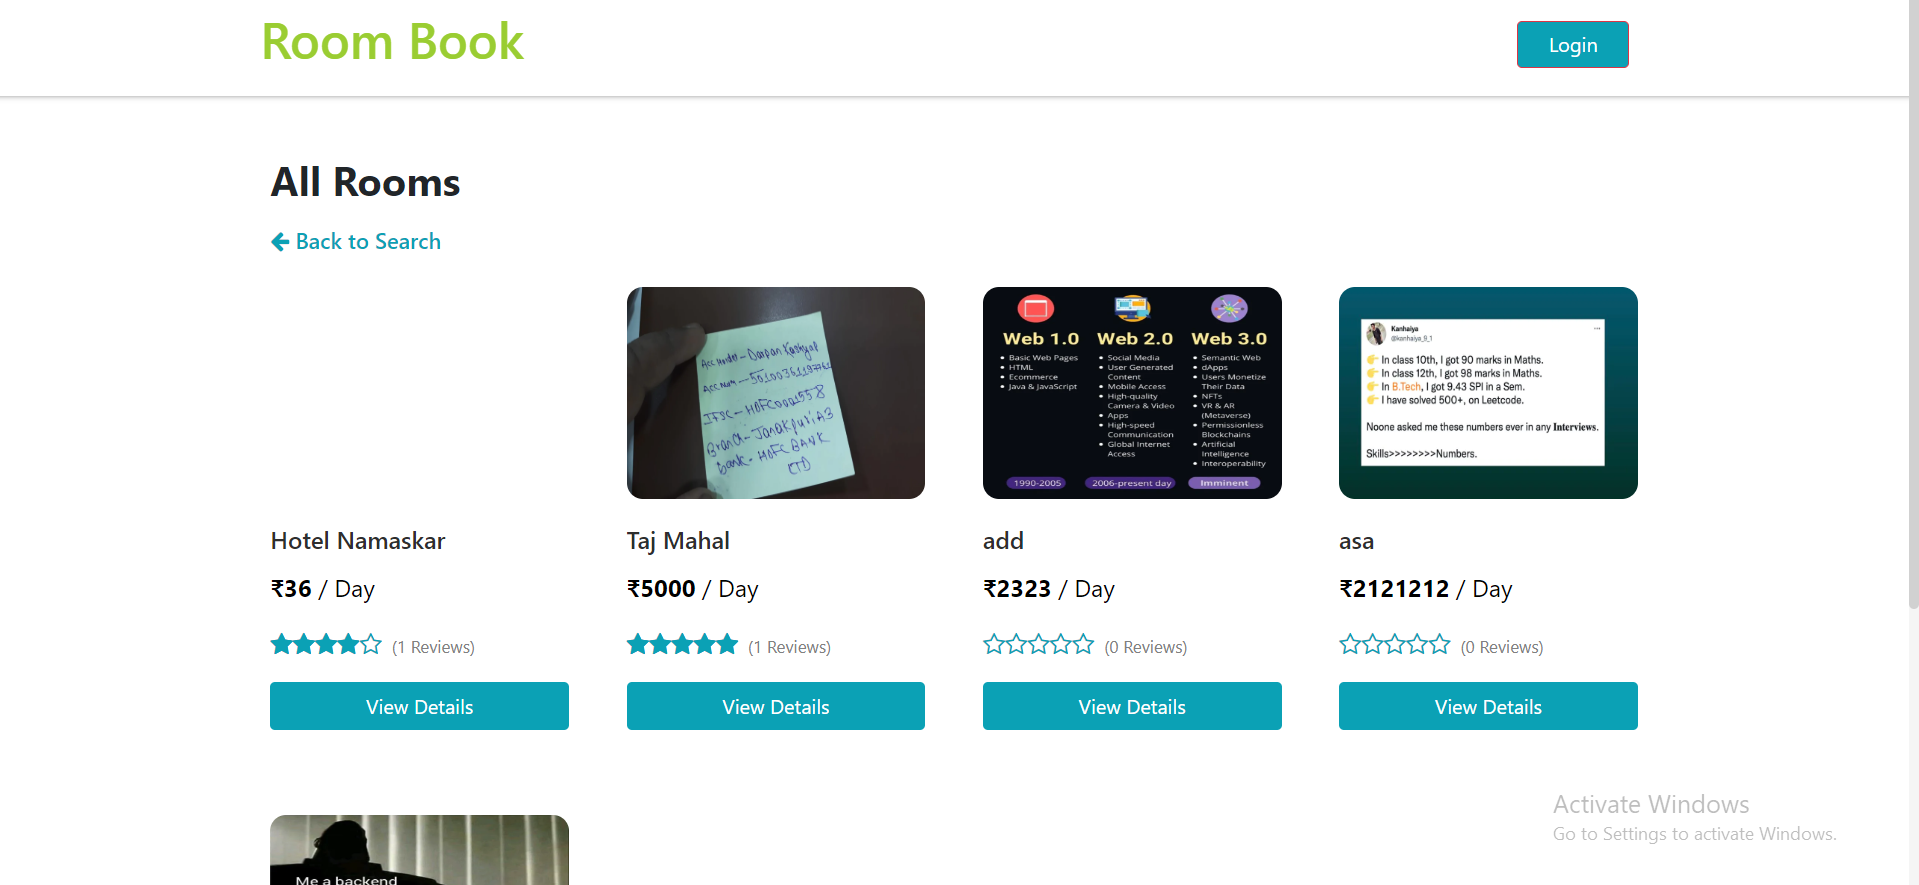 Room Book
Login
All Rooms
Back to Search
Acc Holder - Darpan Kashyap
Acc Num - 50100361197761
IFSC - HDFC0001558
Branch - Janakpuri, A3
Bank - HDFC BANK
LTD
Web 1.0
Basic Web Pages
HTML
Ecommerce
Java & JavaScript
1990-2005
Web 2.0
Social Media
User Generated
Content
Mobile Access
High-quality
Camera & Video
Apps
High-speed
Communication
Global Internet
Access
2006-present day
Web 3.0
Semantic Web
dApps
Users Monetize
Their Data
NFTs
VR & AR
(Metaverse)
Permissionless
Blockchains
Artificial
Intelligence
Interoperability
Imminent
Kanhaiya
@kanhaiya_9_1
In class 10th, I got 90 marks in Maths.
In class 12th, I got 98 marks in Maths.
In B.Tech, I got 9.43 SPI in a Sem.
I have solved 500+, on Leetcode.
Noone asked me these numbers ever in any Interviews.
Skills>>>>>>>>Numbers.
Hotel Namaskar
₹36 / Day
(1 Reviews)
View Details
Taj Mahal
₹5000 / Day
(1 Reviews)
View Details
add
₹2323 / Day
(0 Reviews)
View Details
asa
₹2121212 / Day
(0 Reviews)
View Details
Me a backend
Activate Windows
Go to Settings to activate Windows.